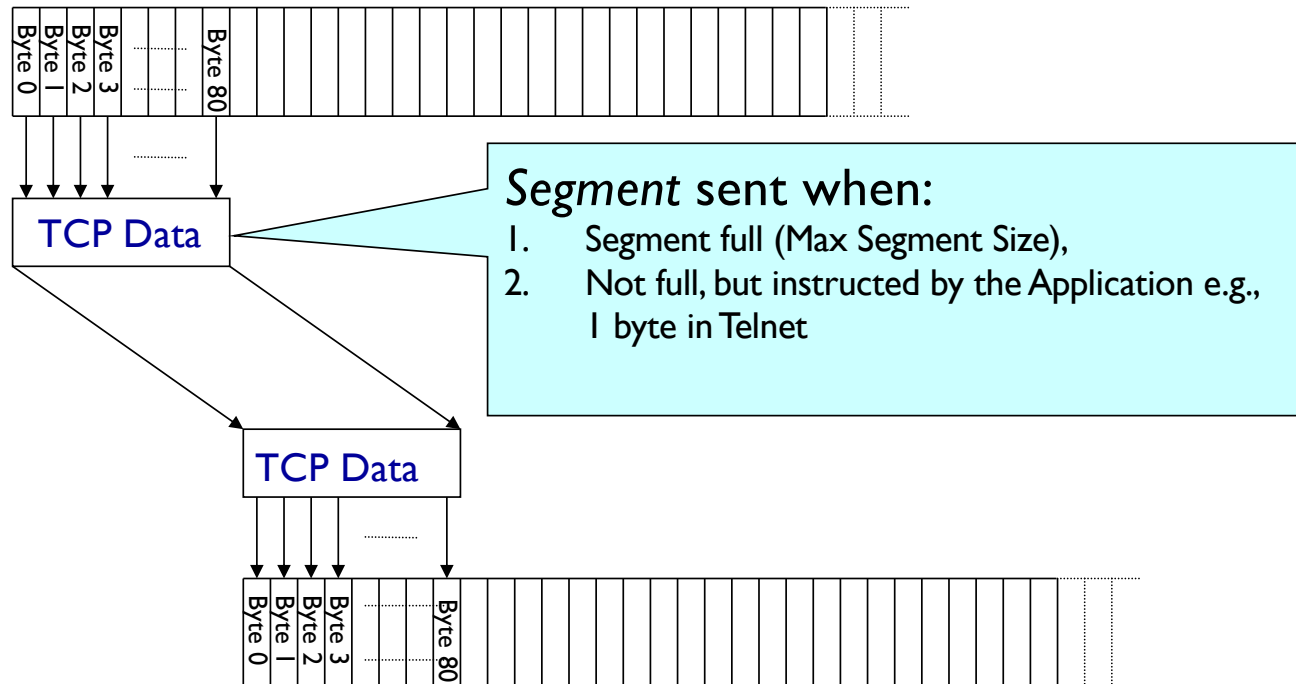 Byte 0
Byte 1
Byte 2
Byte 3
Byte 80
TCP Data
Segment sent when:
1. Segment full (Max Segment Size),
2. Not full, but instructed by the Application e.g.,
1 byte in Telnet
TCP Data
Byte 0
Byte 1
Byte 2
Byte 3
Byte 80